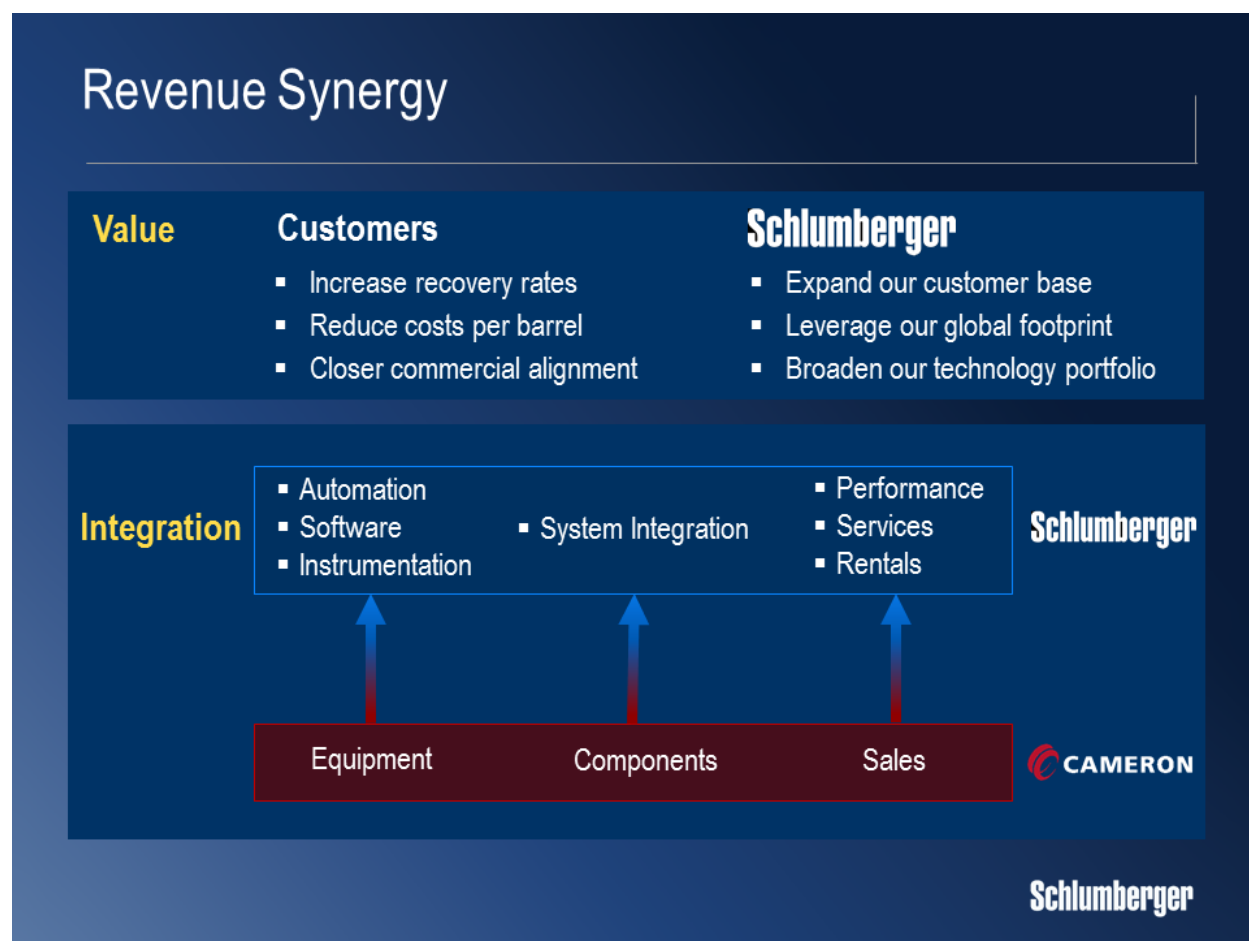 Revenue Synergy
Value
Customers
▪ Increase recovery rates
▪ Reduce costs per barrel
▪ Closer commercial alignment
Schlumberger
▪ Expand our customer base
▪ Leverage our global footprint
▪ Broaden our technology portfolio
Integration
▪ Automation
▪ Software
▪ Instrumentation
▪ System Integration
▪ Performance
▪ Services
▪ Rentals
Schlumberger
Equipment
Components
Sales
CAMERON
Schlumberger